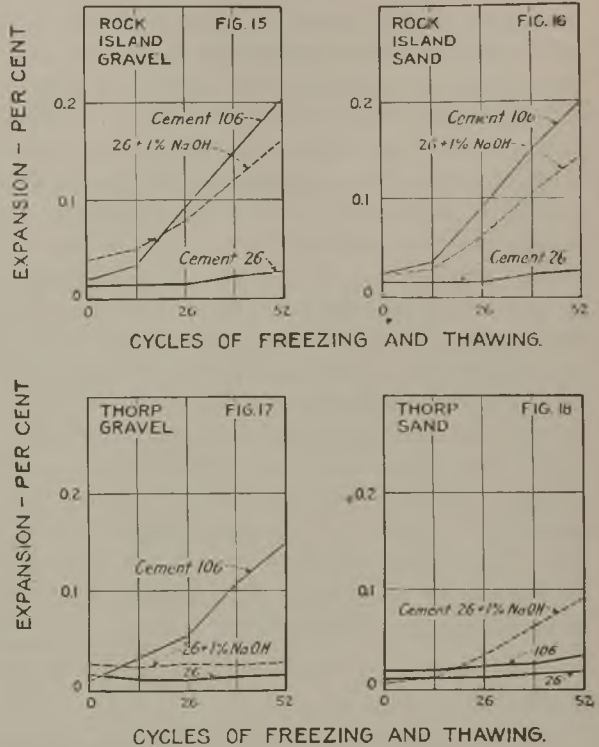 ROCK ISLAND GRAVEL
FIG. 15
ROCK ISLAND SAND
FIG. 16
EXPANSION - PER CENT
0.2
0.1
0
Cement 106
26 + 1% NaOH
Cement 26
0 26 52
0.2
0.1
0
Cement 106
26 + 1% NaOH
Cement 26
0 26 52
CYCLES OF FREEZING AND THAWING.
THORP GRAVEL
FIG. 17
THORP SAND
FIG. 18
EXPANSION - PER CENT
0.2
0.1
0
Cement 106
26 + 1% NaOH
26
0 26 52
0.2
0.1
0
Cement 26 + 1% NaOH
106
26
0 26 52
CYCLES OF FREEZING AND THAWING.